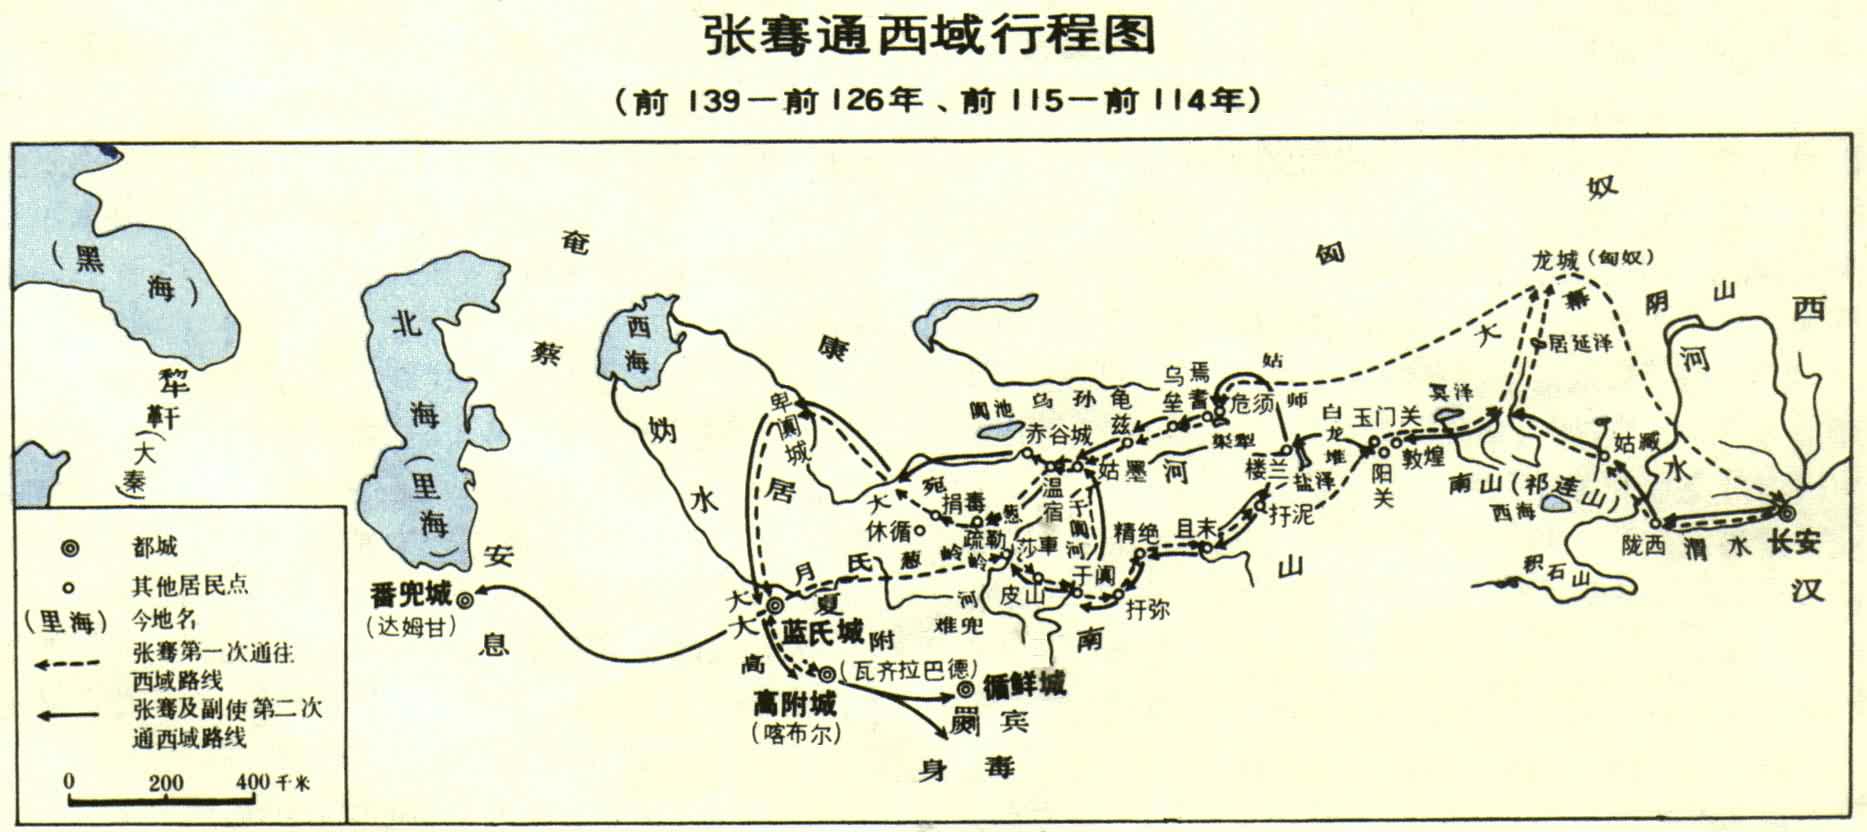 张骞通西域行程图
(前139—前126年、前115—前114年)
奴
匈
龙城(匈奴)
幕
大
阴 山
西
汉
河
水
居延泽
(黑海)
犂靬
(大秦)
北海
(里海)
奄
蔡
西海
康
居
妫
水
卑阗城
阗池
乌孙
赤谷城
龟兹
乌垒
焉耆
危须
姑
师
渠犁
姑墨
河
温宿
于阗河
大
宛
捐毒
休循
疏勒
葱
岭
葱
岭
莎車
皮山
于阗
扜弥
精绝
且末
扜泥
楼兰
盐泽
白龙堆
玉门关
阳关
敦煌
冥泽
南山(祁连山)
西海
姑臧
陇西
渭 水
长安
积石山
南
山
河
难兜
大
月
氏
大
夏
蓝氏城
(瓦齐拉巴德)
高
附
高附城
(喀布尔)
循鲜城
罽 宾
身 毒
安
息
番兜城
(达姆甘)
都城
其他居民点
(里海) 今地名
张骞第一次通往
西域路线
张骞及副使第二次
通西域路线
0 200 400千米